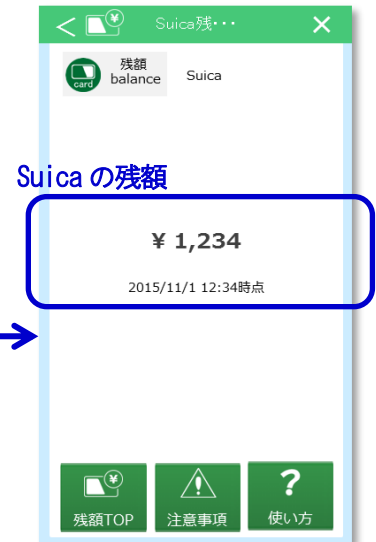 < ¥ Suica残･･･ ×
card
残額
balance
Suica
Suicaの残額
¥ 1,234
2015/11/1 12:34時点
¥
残額TOP
!
注意事項
?
使い方